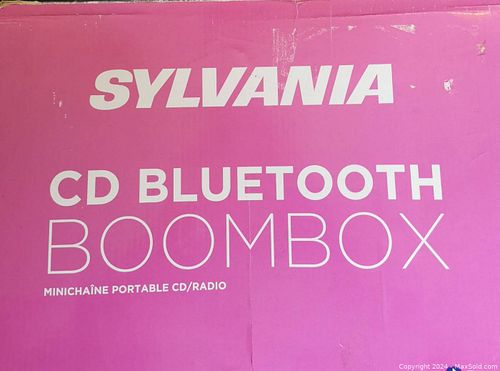 SYLVANIA
CD BLUETOOTH
BOOMBOX
MINICHAÎNE PORTABLE CD/RADIO
Copyright 2024 - MaxSold.com